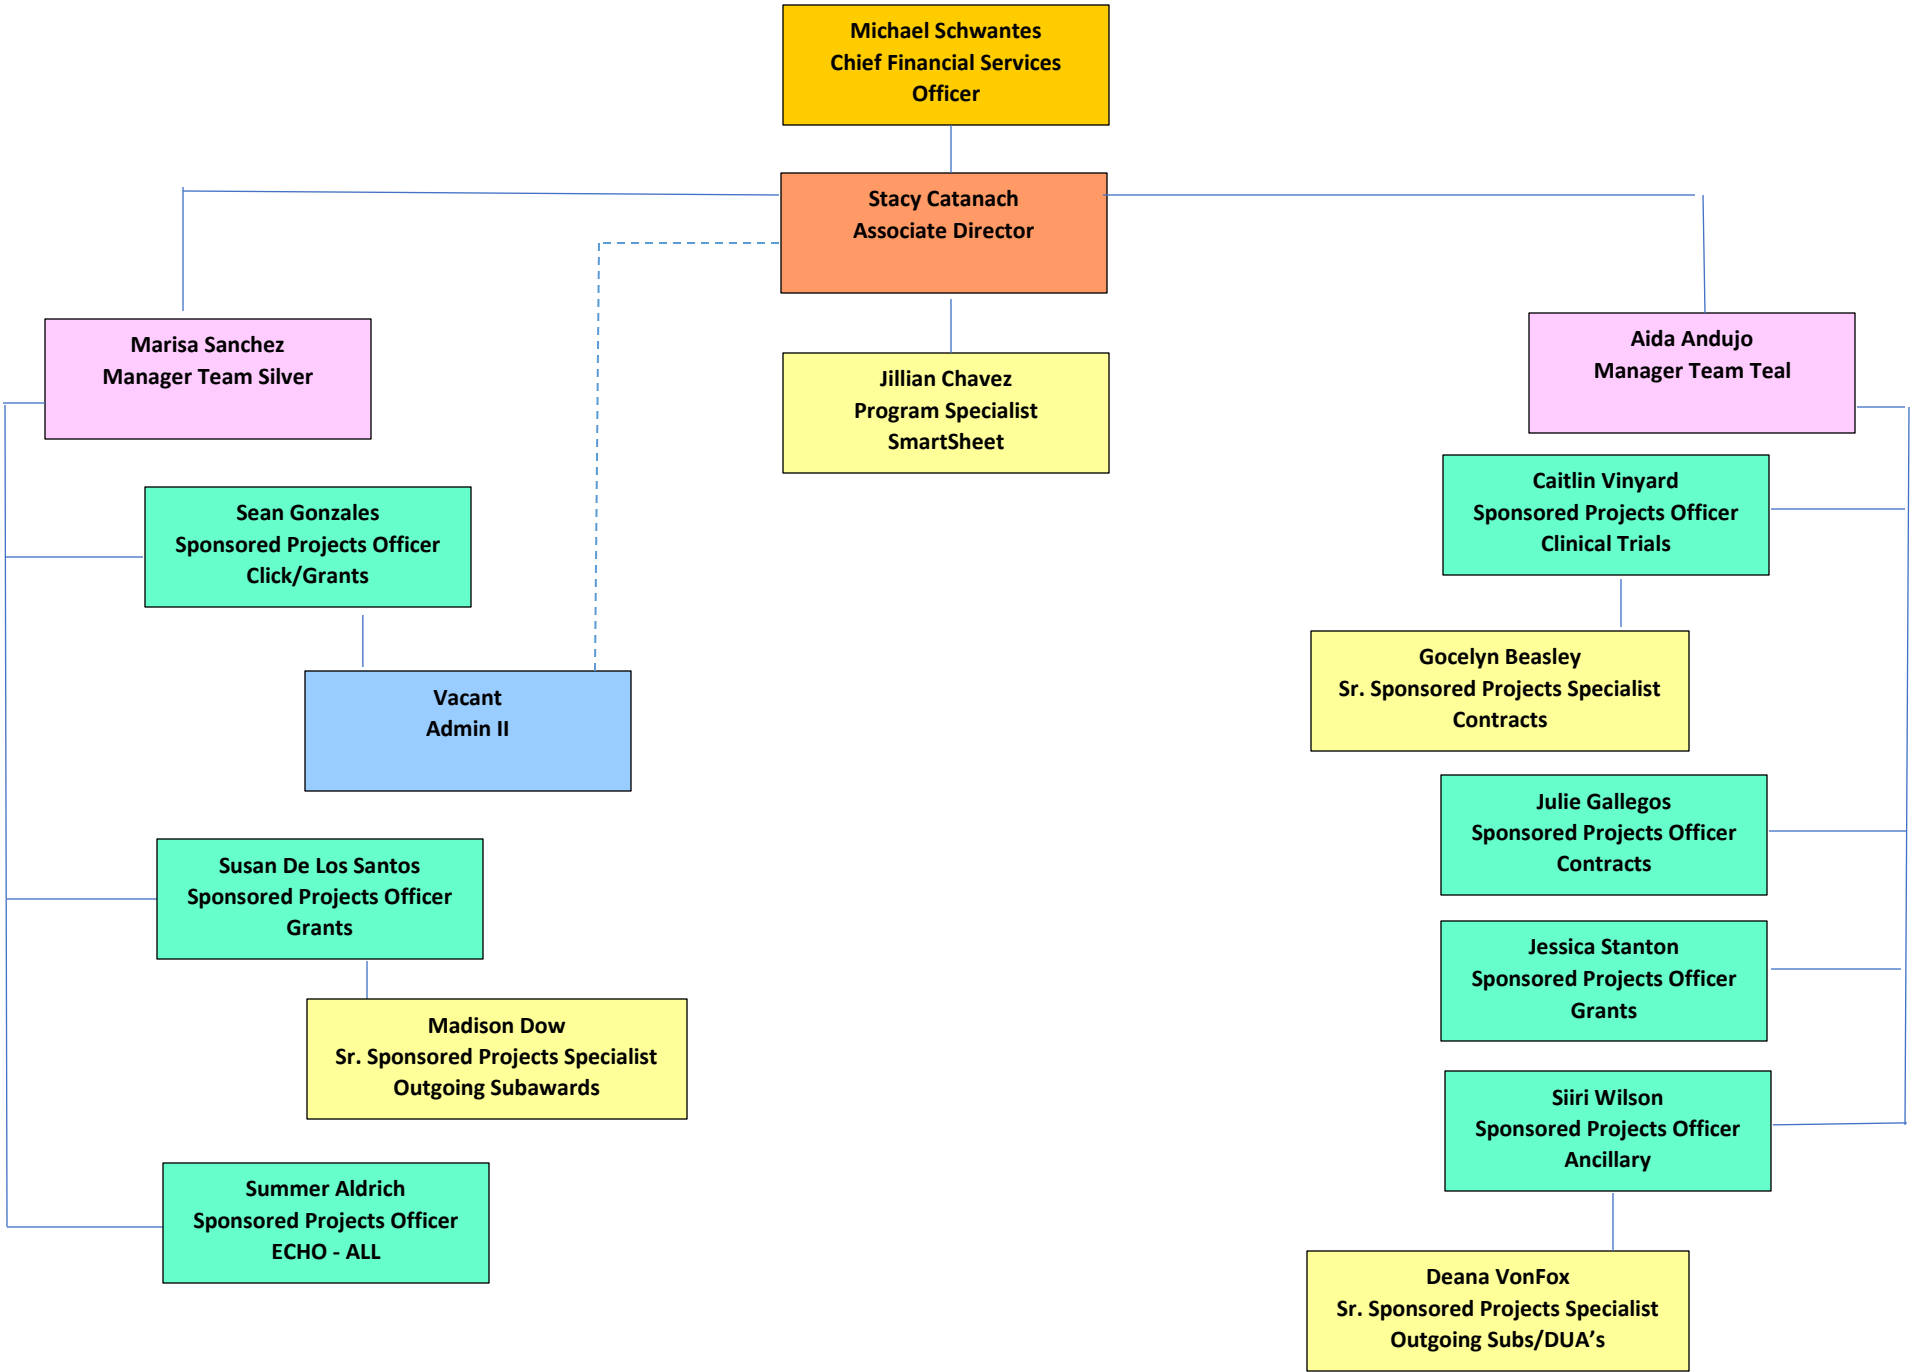 Michael Schwantes
Chief Financial Services
Officer
Stacy Catanach
Associate Director
Marisa Sanchez
Manager Team Silver
Jillian Chavez
Program Specialist
SmartSheet
Aida Andujo
Manager Team Teal
Sean Gonzales
Sponsored Projects Officer
Click/Grants
Vacant
Admin II
Susan De Los Santos
Sponsored Projects Officer
Grants
Madison Dow
Sr. Sponsored Projects Specialist
Outgoing Subawards
Summer Aldrich
Sponsored Projects Officer
ECHO - ALL
Caitlin Vinyard
Sponsored Projects Officer
Clinical Trials
Gocelyn Beasley
Sr. Sponsored Projects Specialist
Contracts
Julie Gallegos
Sponsored Projects Officer
Contracts
Jessica Stanton
Sponsored Projects Officer
Grants
Siiri Wilson
Sponsored Projects Officer
Ancillary
Deana VonFox
Sr. Sponsored Projects Specialist
Outgoing Subs/DUA’s